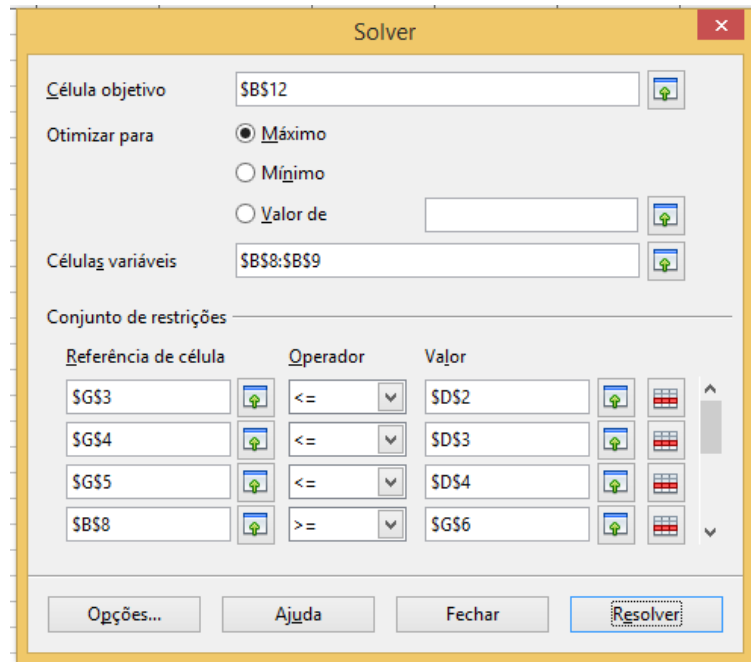 Solver
Célula objetivo $B$12
Otimizar para Máximo
Mínimo
Valor de
Células variáveis $B$8:$B$9
Conjunto de restrições
Referência de célula Operador Valor
$G$3 <= $D$2
$G$4 <= $D$3
$G$5 <= $D$4
$B$8 >= $G$6
Opções... Ajuda Fechar Resolver